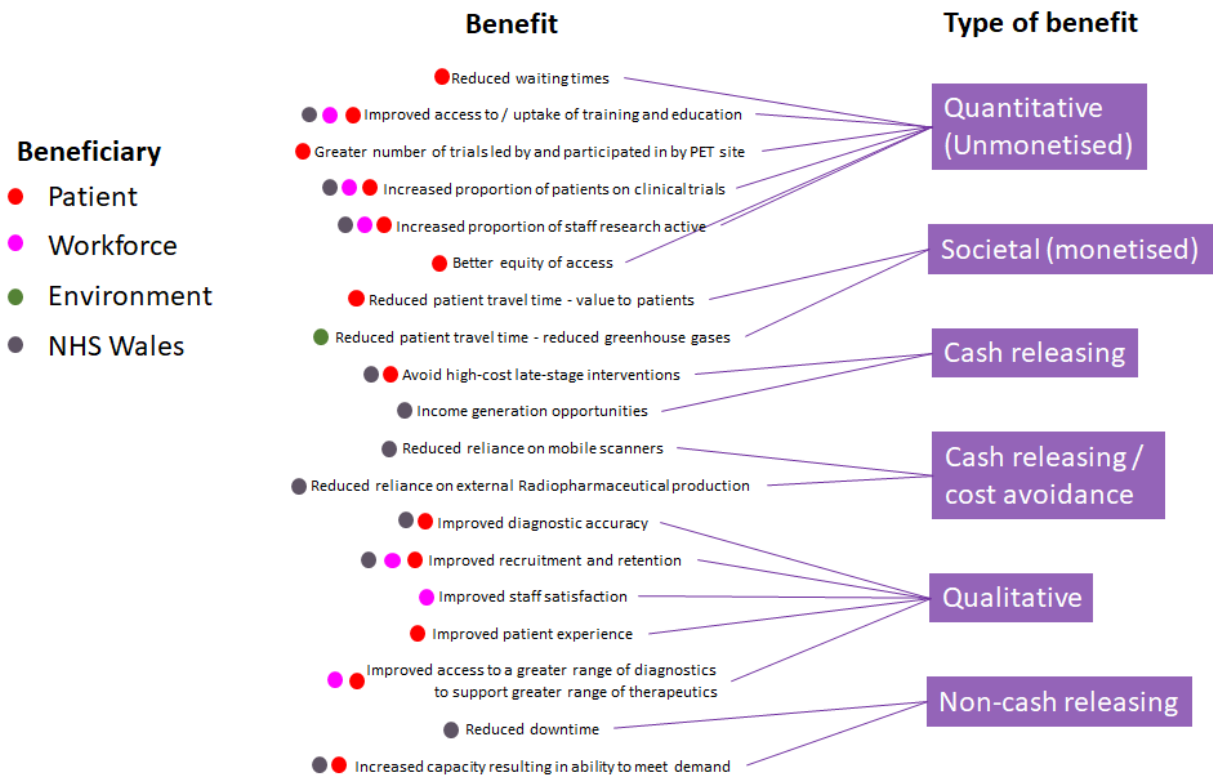 Benefit
Type of benefit
Beneficiary
Patient
Workforce
Environment
NHS Wales
Reduced waiting times
Improved access to / uptake of training and education
Greater number of trials led by and participated in by PET site
Increased proportion of patients on clinical trials
Increased proportion of staff research active
Better equity of access
Reduced patient travel time - value to patients
Reduced patient travel time - reduced greenhouse gases
Avoid high-cost late-stage interventions
Income generation opportunities
Reduced reliance on mobile scanners
Reduced reliance on external Radiopharmaceutical production
Improved diagnostic accuracy
Improved recruitment and retention
Improved staff satisfaction
Improved patient experience
Improved access to a greater range of diagnostics
to support greater range of therapeutics
Reduced downtime
Increased capacity resulting in ability to meet demand
Quantitative
(Unmonetised)
Societal (monetised)
Cash releasing
Cash releasing /
cost avoidance
Qualitative
Non-cash releasing